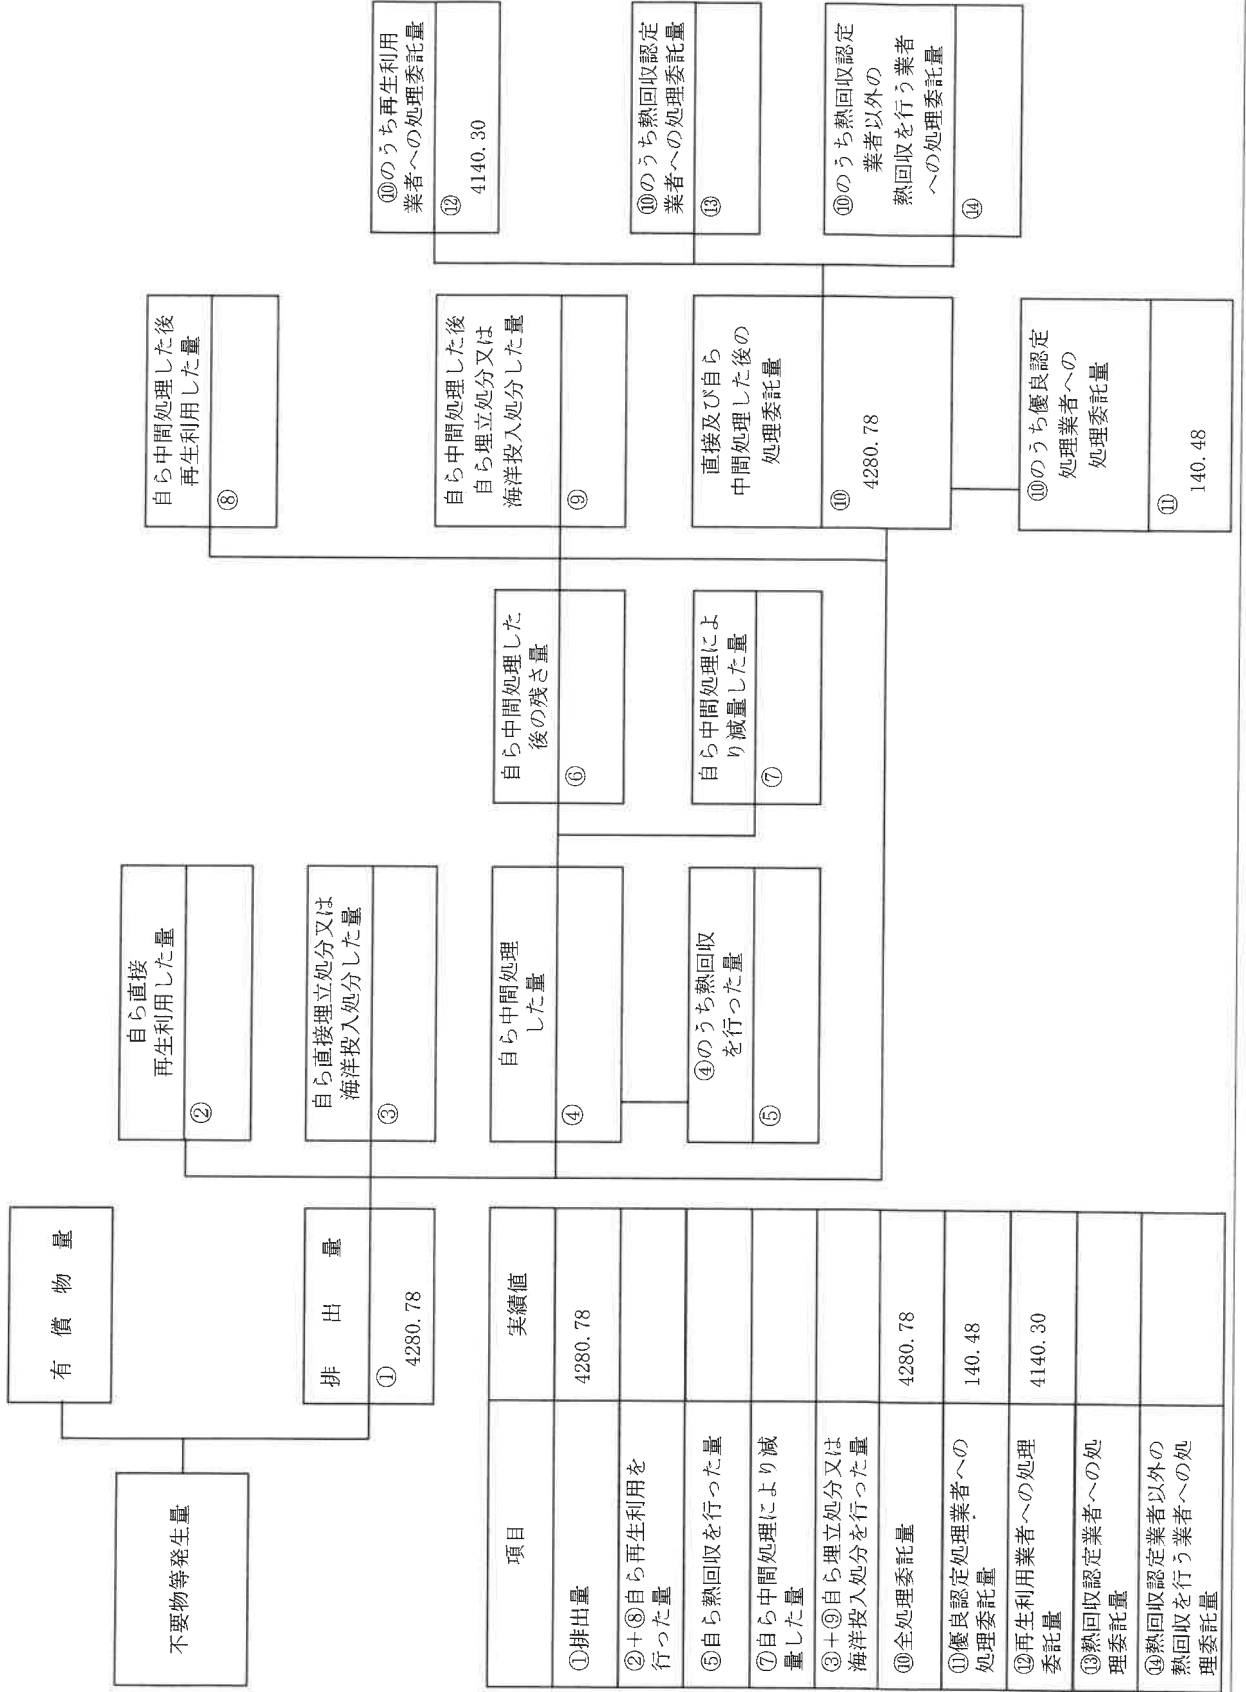 不要物等発生量
有償物量
排出量
①
4280.78
自ら直接
再生利用した量
②
自ら直接埋立処分又は
海洋投入処分した量
③
自ら中間処理
した量
④
④のうち熱回収
を行った量
⑤
自ら中間処理した
後の残さ量
⑥
自ら中間処理によ
り減量した量
⑦
自ら中間処理した後
再生利用した量
⑧
自ら中間処理した後
自ら埋立処分又は
海洋投入処分した量
⑨
直接及び自ら
中間処理した後の
処理委託量
⑩
4280.78
⑩のうち優良認定
処理業者への
処理委託量
⑪
140.48
⑩のうち再生利用
業者への処理委託量
⑫
4140.30
⑩のうち熱回収認定
業者への処理委託量
⑬
⑩のうち熱回収認定
業者以外の
熱回収を行う業者
への処理委託量
⑭
項目 実績値
①排出量 4280.78
②+⑧自ら再生利用を
行った量
⑤自ら熱回収を行った量
⑦自ら中間処理により減
量した量
③+⑨自ら埋立処分又は
海洋投入処分を行った量
⑩全処理委託量 4280.78
⑪優良認定処理業者への
処理委託量 140.48
⑫再生利用業者への処理
委託量 4140.30
⑬熱回収認定業者への処
理委託量
⑭熱回収認定業者以外の
熱回収を行う業者への処
理委託量